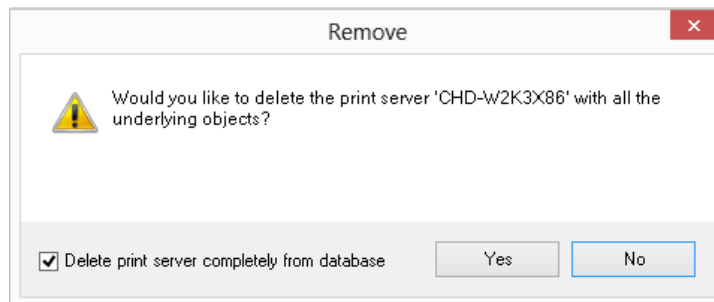 Remove
Would you like to delete the print server 'CHD-W2K3X86' with all the
underlying objects?
Delete print server completely from database
Yes
No